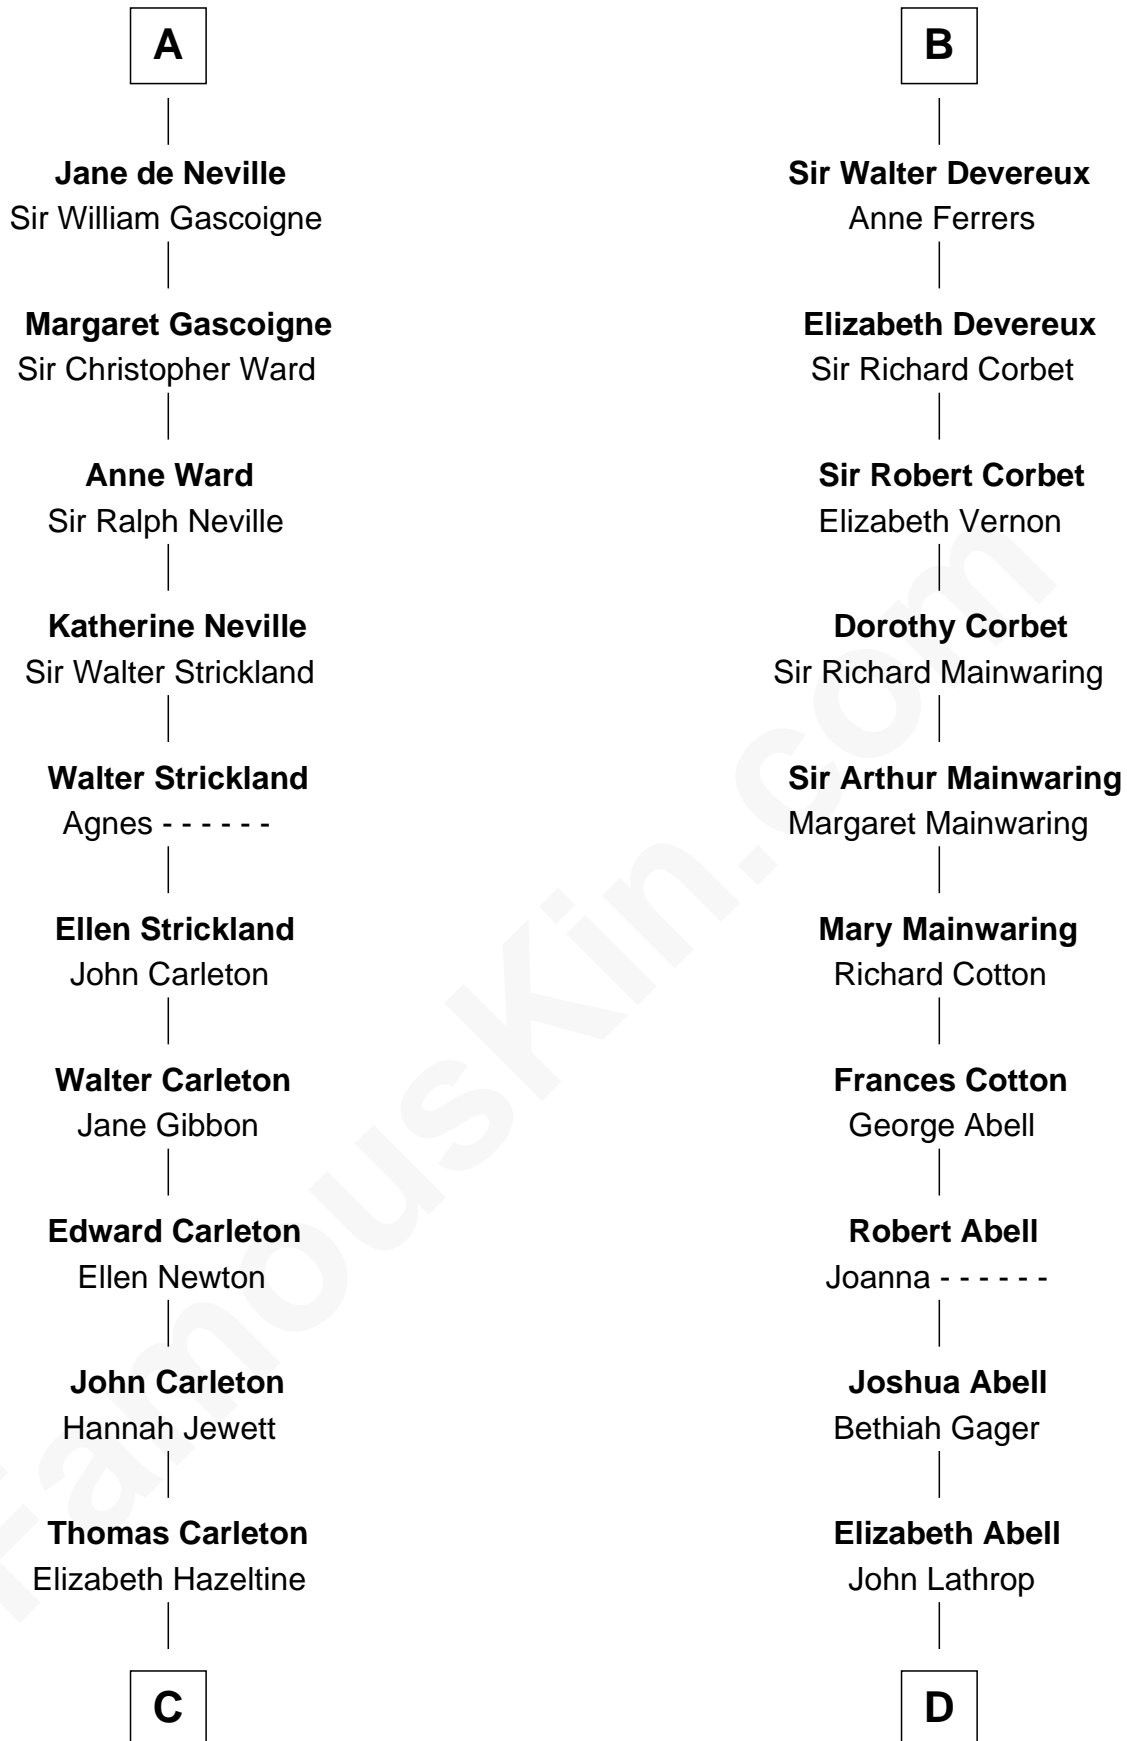 A
Jane de Neville
Sir William Gascoigne
Margaret Gascoigne
Sir Christopher Ward
Anne Ward
Sir Ralph Neville
Katherine Neville
Sir Walter Strickland
Walter Strickland
Agnes - - - - - -
Ellen Strickland
John Carleton
Walter Carleton
Jane Gibbon
Edward Carleton
Ellen Newton
John Carleton
Hannah Jewett
Thomas Carleton
Elizabeth Hazeltine
C
B
Sir Walter Devereux
Anne Ferrers
Elizabeth Devereux
Sir Richard Corbet
Sir Robert Corbet
Elizabeth Vernon
Dorothy Corbet
Sir Richard Mainwaring
Sir Arthur Mainwaring
Margaret Mainwaring
Mary Mainwaring
Richard Cotton
Frances Cotton
George Abell
Robert Abell
Joanna - - - - - -
Joshua Abell
Bethiah Gager
Elizabeth Abell
John Lathrop
D
FamousKin.com